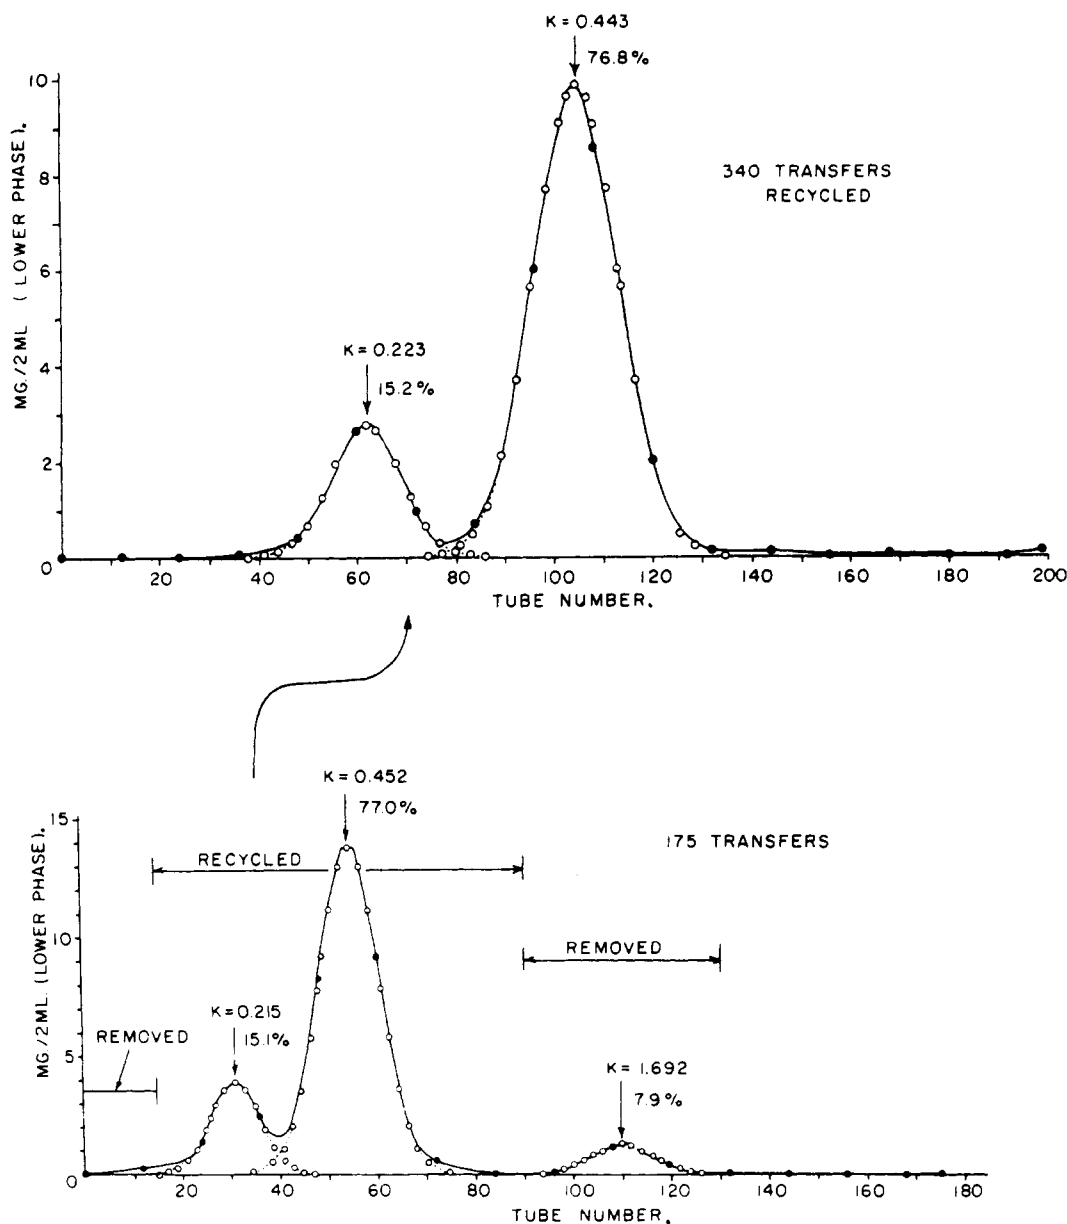 K = 0.443
76.8%
340 TRANSFERS
RECYCLED
MG./2ML (LOWER PHASE).
10
8
6
4
2
0
K = 0.223
15.2%
20 40 60 80 100 120 140 160 180 200
TUBE NUMBER.
K = 0.452
77.0%
175 TRANSFERS
MG./2ML. (LOWER PHASE).
15
10
5
0
RECYCLED
REMOVED
K=0.215
15.1%
REMOVED
K = 1.692
7.9%
20 40 60 80 100 120 140 160 180
TUBE NUMBER.